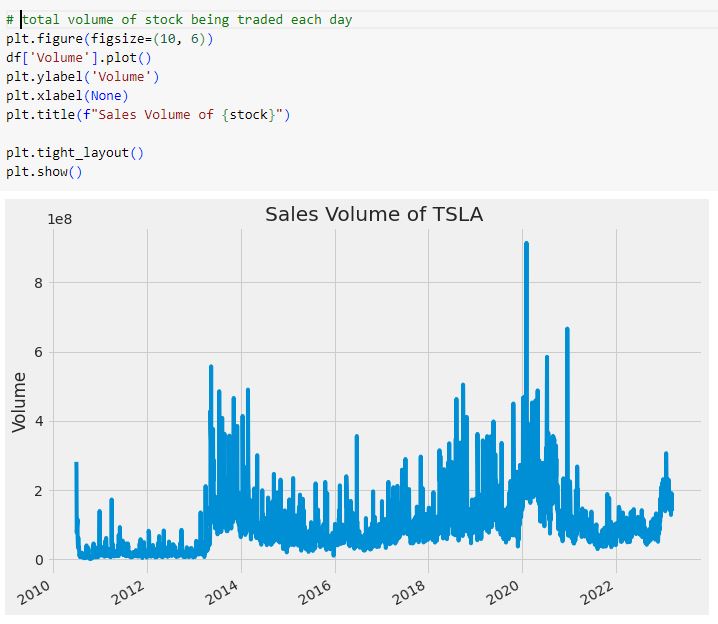 # total volume of stock being traded each day
plt.figure(figsize=(10, 6))
df['Volume'].plot()
plt.ylabel('Volume')
plt.xlabel(None)
plt.title(f"Sales Volume of {stock}")
plt.tight_layout()
plt.show()
Sales Volume of TSLA
1e8
8
6
4
2
0
Volume
2010 2012 2014 2016 2018 2020 2022